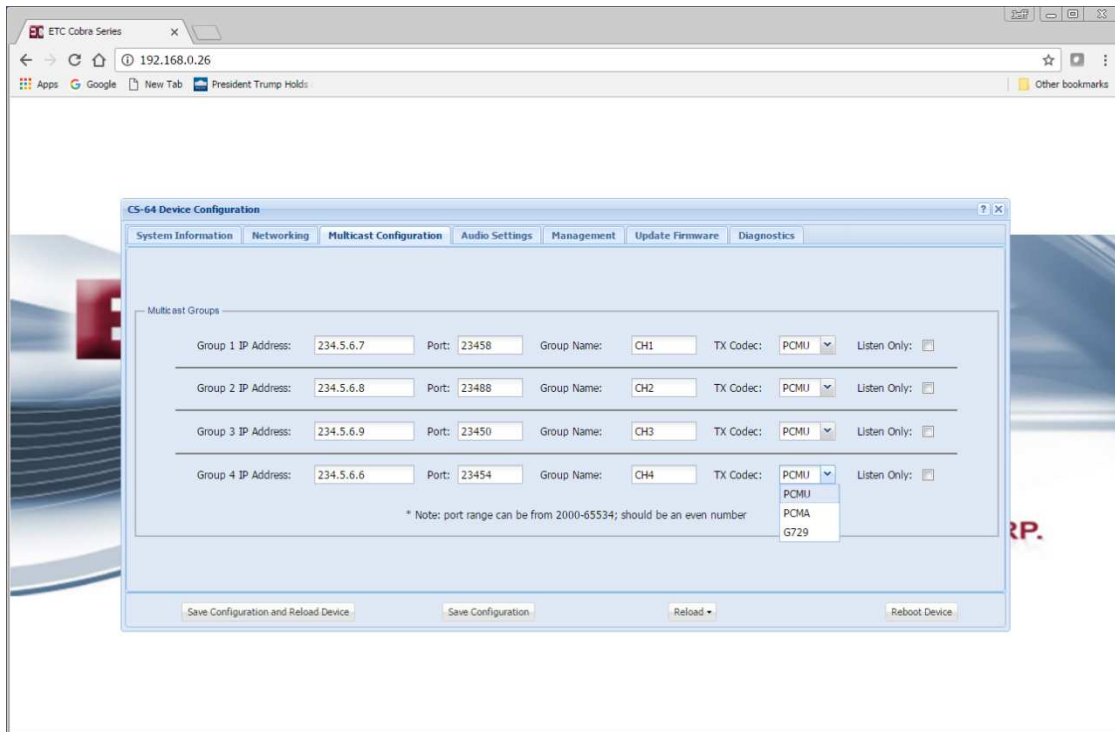 Jeff
ETC Cobra Series
192.168.0.26
Apps Google New Tab President Trump Holds Other bookmarks
CS-64 Device Configuration
System Information Networking Multicast Configuration Audio Settings Management Update Firmware Diagnostics
Multicast Groups
Group 1 IP Address: 234.5.6.7 Port: 23458 Group Name: CH1 TX Codec: PCMU Listen Only:
Group 2 IP Address: 234.5.6.8 Port: 23488 Group Name: CH2 TX Codec: PCMU Listen Only:
Group 3 IP Address: 234.5.6.9 Port: 23450 Group Name: CH3 TX Codec: PCMU Listen Only:
Group 4 IP Address: 234.5.6.6 Port: 23454 Group Name: CH4 TX Codec: PCMU Listen Only:
PCMU
* Note: port range can be from 2000-65534; should be an even number
PCMA
G729
RP.
Save Configuration and Reload Device Save Configuration Reload Reboot Device